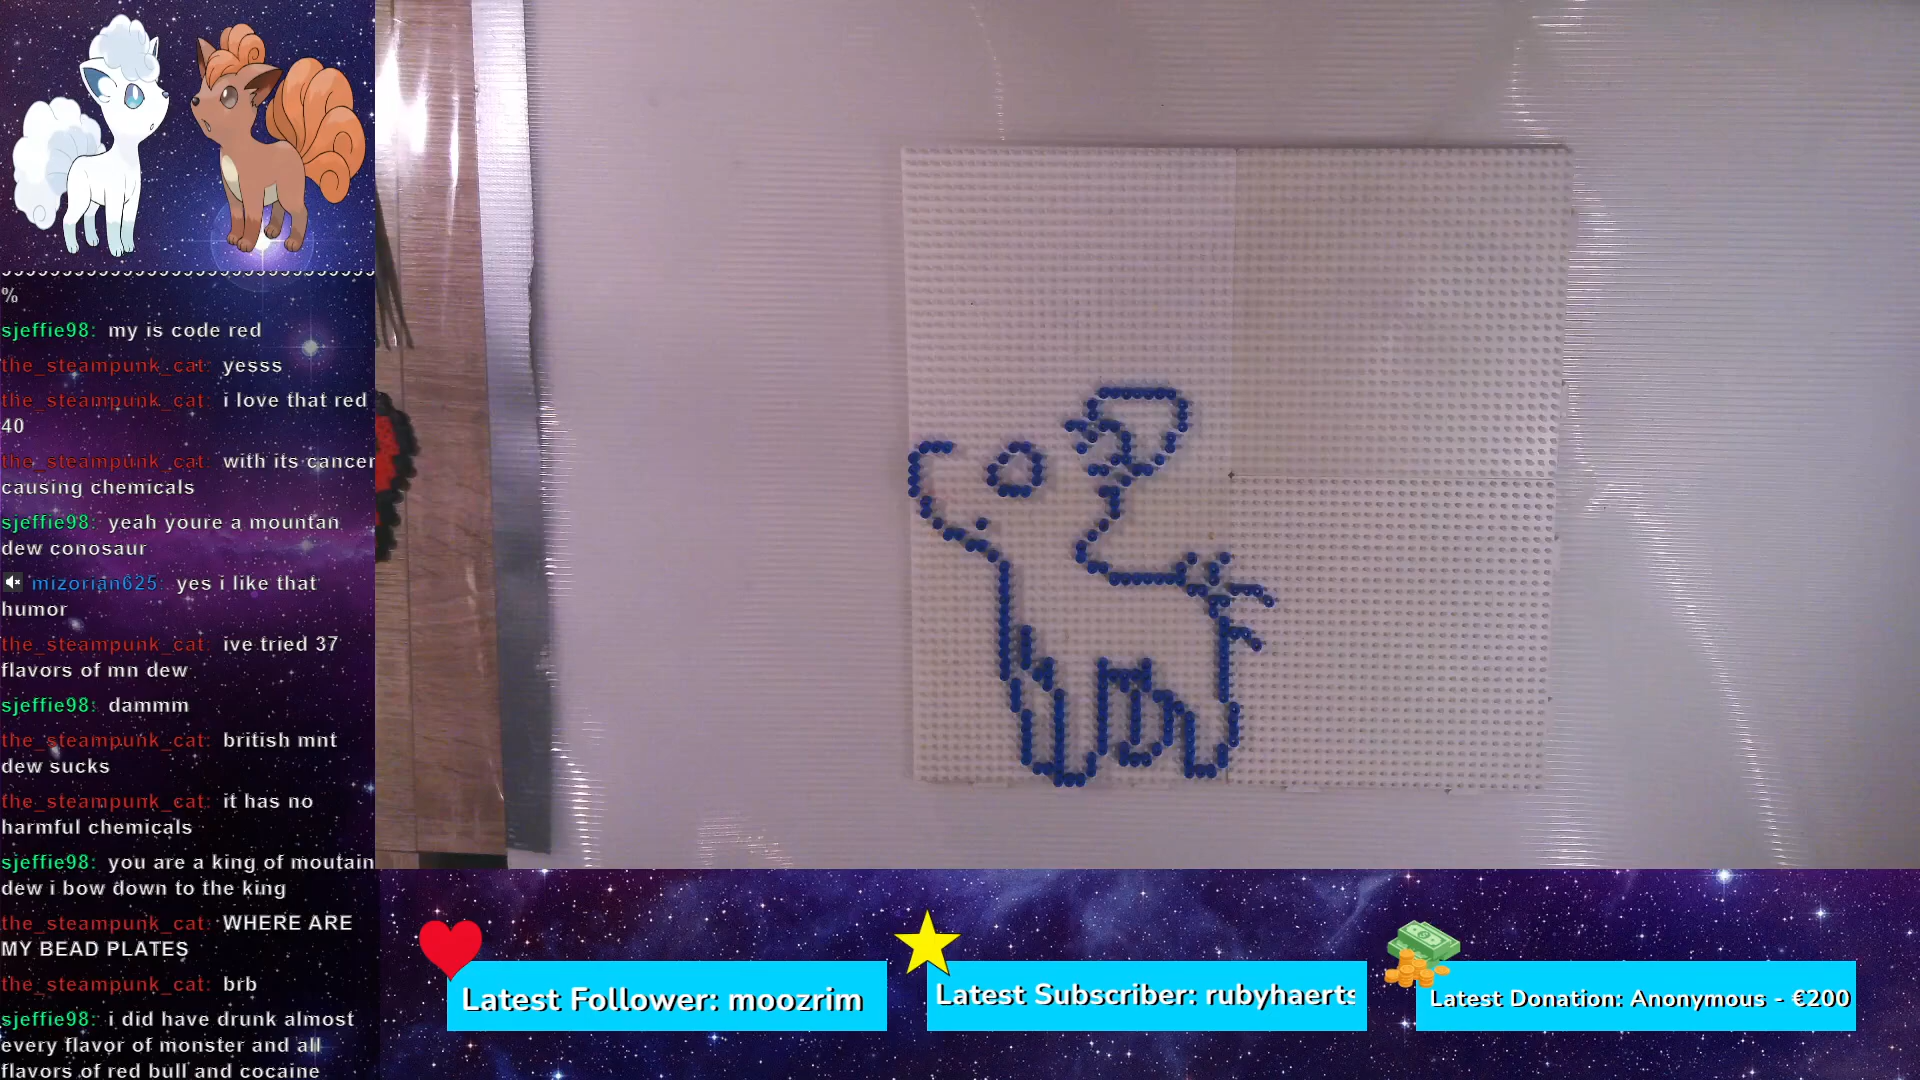 %
sjeffie98: my is code red
the_steampunk_cat: yesss
the_steampunk_cat: i love that red
40
the_steampunk_cat: with its cancer
causing chemicals
sjeffie98: yeah youre a mountan
dew conosaur
mizorian625: yes i like that
humor
the_steampunk_cat: ive tried 37
flavors of mn dew
sjeffie98: dammm
the_steampunk_cat: british mnt
dew sucks
the_steampunk_cat: it has no
harmful chemicals
sjeffie98: you are a king of moutain
dew i bow down to the king
the_steampunk_cat: WHERE ARE
MY BEAD PLATES
the_steampunk_cat: brb
sjeffie98: i did have drunk almost
every flavor of monster and all
flavors of red bull and cocaine
Latest Follower: moozrim
Latest Subscriber: rubyhaerts
Latest Donation: Anonymous - €200